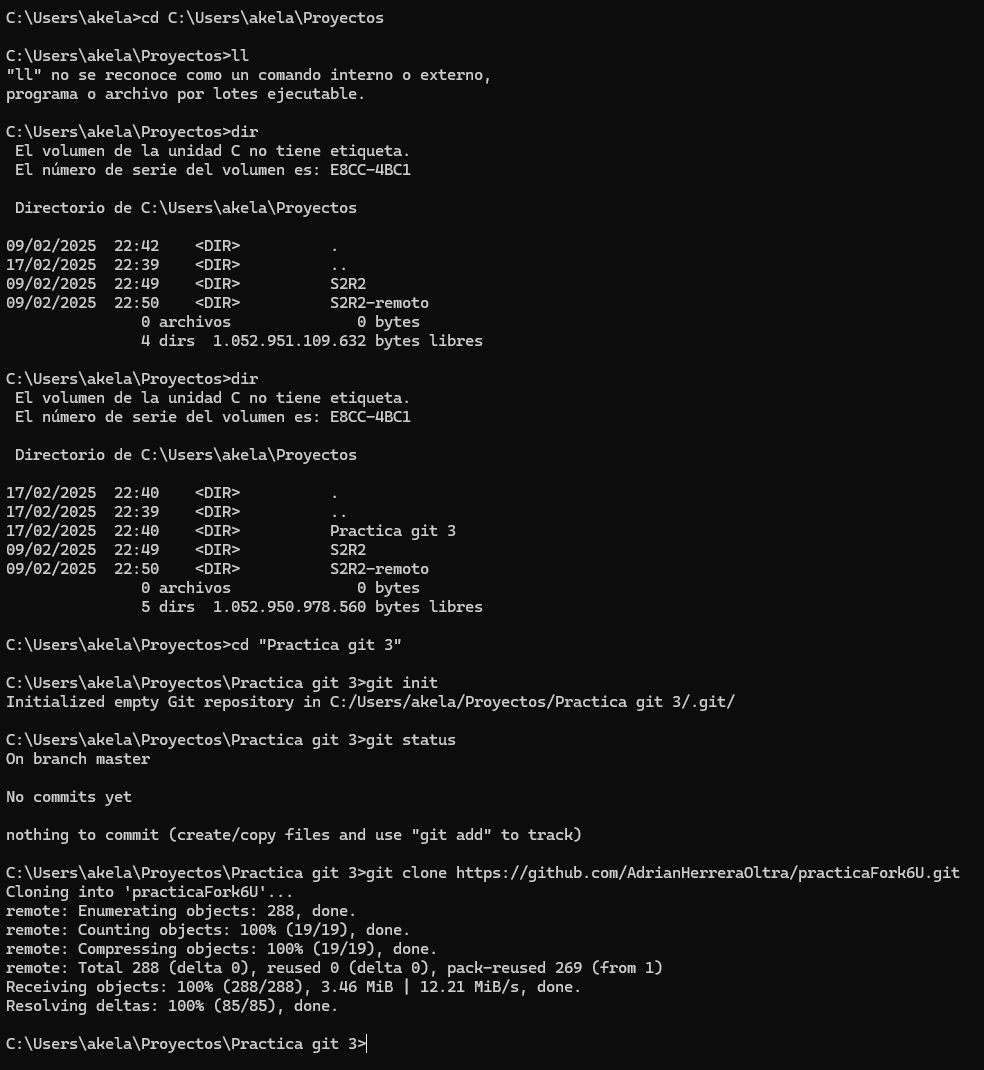 C:\Users\akela>cd C:\Users\akela\Proyectos
C:\Users\akela\Proyectos>ll
"ll" no se reconoce como un comando interno o externo,
programa o archivo por lotes ejecutable.
C:\Users\akela\Proyectos>dir
 El volumen de la unidad C no tiene etiqueta.
 El número de serie del volumen es: E8CC-4BC1
 Directorio de C:\Users\akela\Proyectos
09/02/2025  22:42    <DIR>          .
17/02/2025  22:39    <DIR>          ..
09/02/2025  22:49    <DIR>          S2R2
09/02/2025  22:50    <DIR>          S2R2-remoto
               0 archivos              0 bytes
               4 dirs  1.052.951.109.632 bytes libres
C:\Users\akela\Proyectos>dir
 El volumen de la unidad C no tiene etiqueta.
 El número de serie del volumen es: E8CC-4BC1
 Directorio de C:\Users\akela\Proyectos
17/02/2025  22:40    <DIR>          .
17/02/2025  22:39    <DIR>          ..
17/02/2025  22:40    <DIR>          Practica git 3
09/02/2025  22:49    <DIR>          S2R2
09/02/2025  22:50    <DIR>          S2R2-remoto
               0 archivos              0 bytes
               5 dirs  1.052.950.978.560 bytes libres
C:\Users\akela\Proyectos>cd "Practica git 3"
C:\Users\akela\Proyectos\Practica git 3>git init
Initialized empty Git repository in C:/Users/akela/Proyectos/Practica git 3/.git/
C:\Users\akela\Proyectos\Practica git 3>git status
On branch master
No commits yet
nothing to commit (create/copy files and use "git add" to track)
C:\Users\akela\Proyectos\Practica git 3>git clone https://github.com/AdrianHerreraOltra/practicaFork6U.git
Cloning into 'practicaFork6U'...
remote: Enumerating objects: 288, done.
remote: Counting objects: 100% (19/19), done.
remote: Compressing objects: 100% (19/19), done.
remote: Total 288 (delta 0), reused 0 (delta 0), pack-reused 269 (from 1)
Receiving objects: 100% (288/288), 3.46 MiB | 12.21 MiB/s, done.
Resolving deltas: 100% (85/85), done.
C:\Users\akela\Proyectos\Practica git 3>